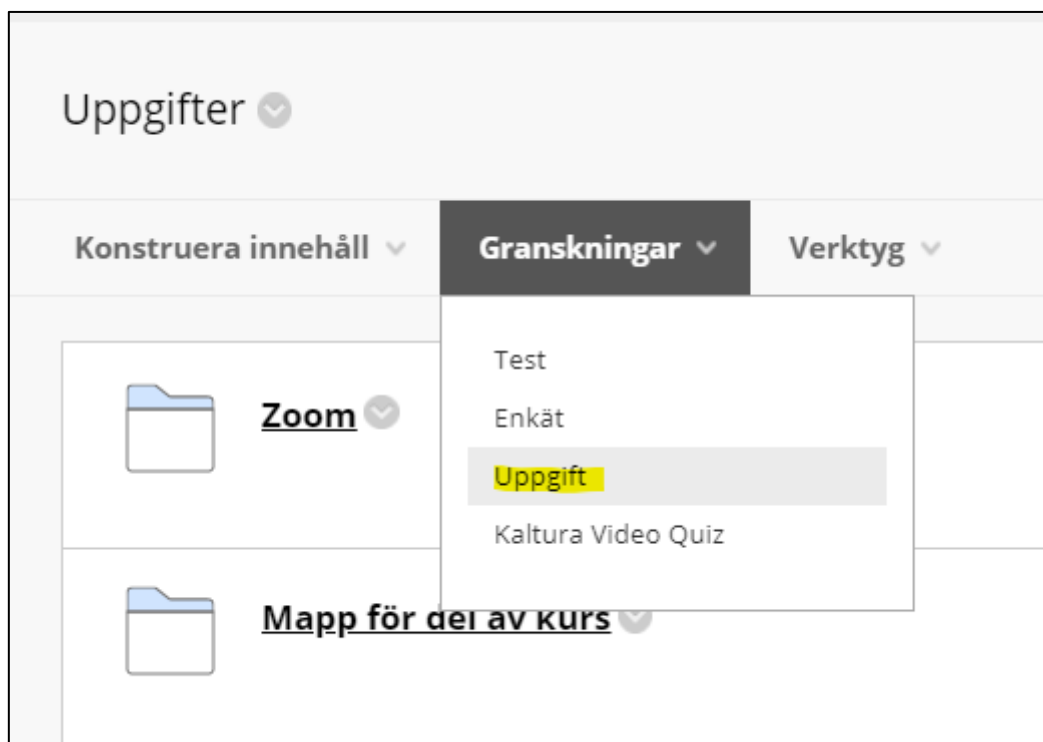 Uppgifter
Konstruera innehåll Granskningar Verktyg
Test
Zoom
Enkät
Uppgift
Kaltura Video Quiz
Mapp för del av kurs